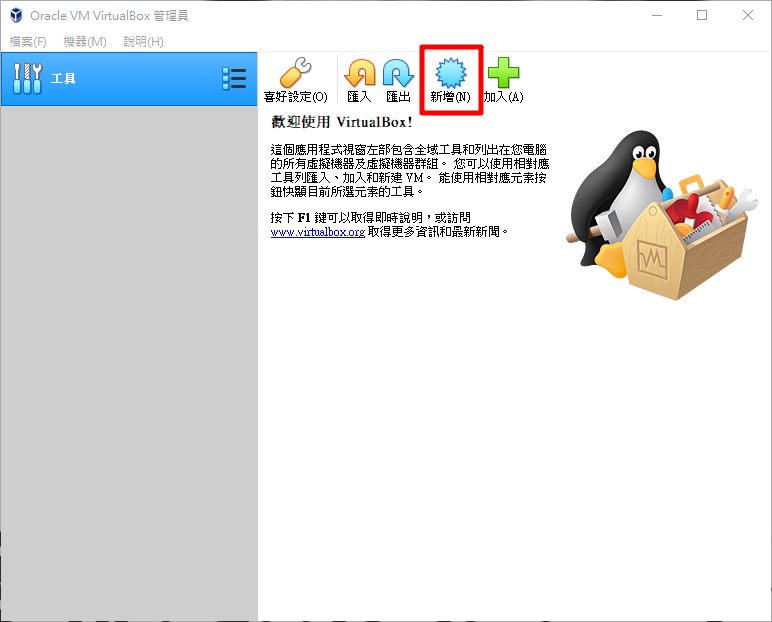 Oracle VM VirtualBox 管理員
檔案(F) 機器(M) 說明(H)
工具
喜好設定(O) 匯入 匯出 新增(N) 加入(A)
歡迎使用 VirtualBox!
這個應用程式視窗左部包含全域工具和列出在您電腦
的所有虛擬機器及虛擬機器群組。 您可以使用相對應
工具列匯入、加入和新建 VM。 能使用相對應元素按
鈕快顯目前所選元素的工具。
按下 F1 鍵可以取得即時說明，或訪問
www.virtualbox.org 取得更多資訊和最新新聞。